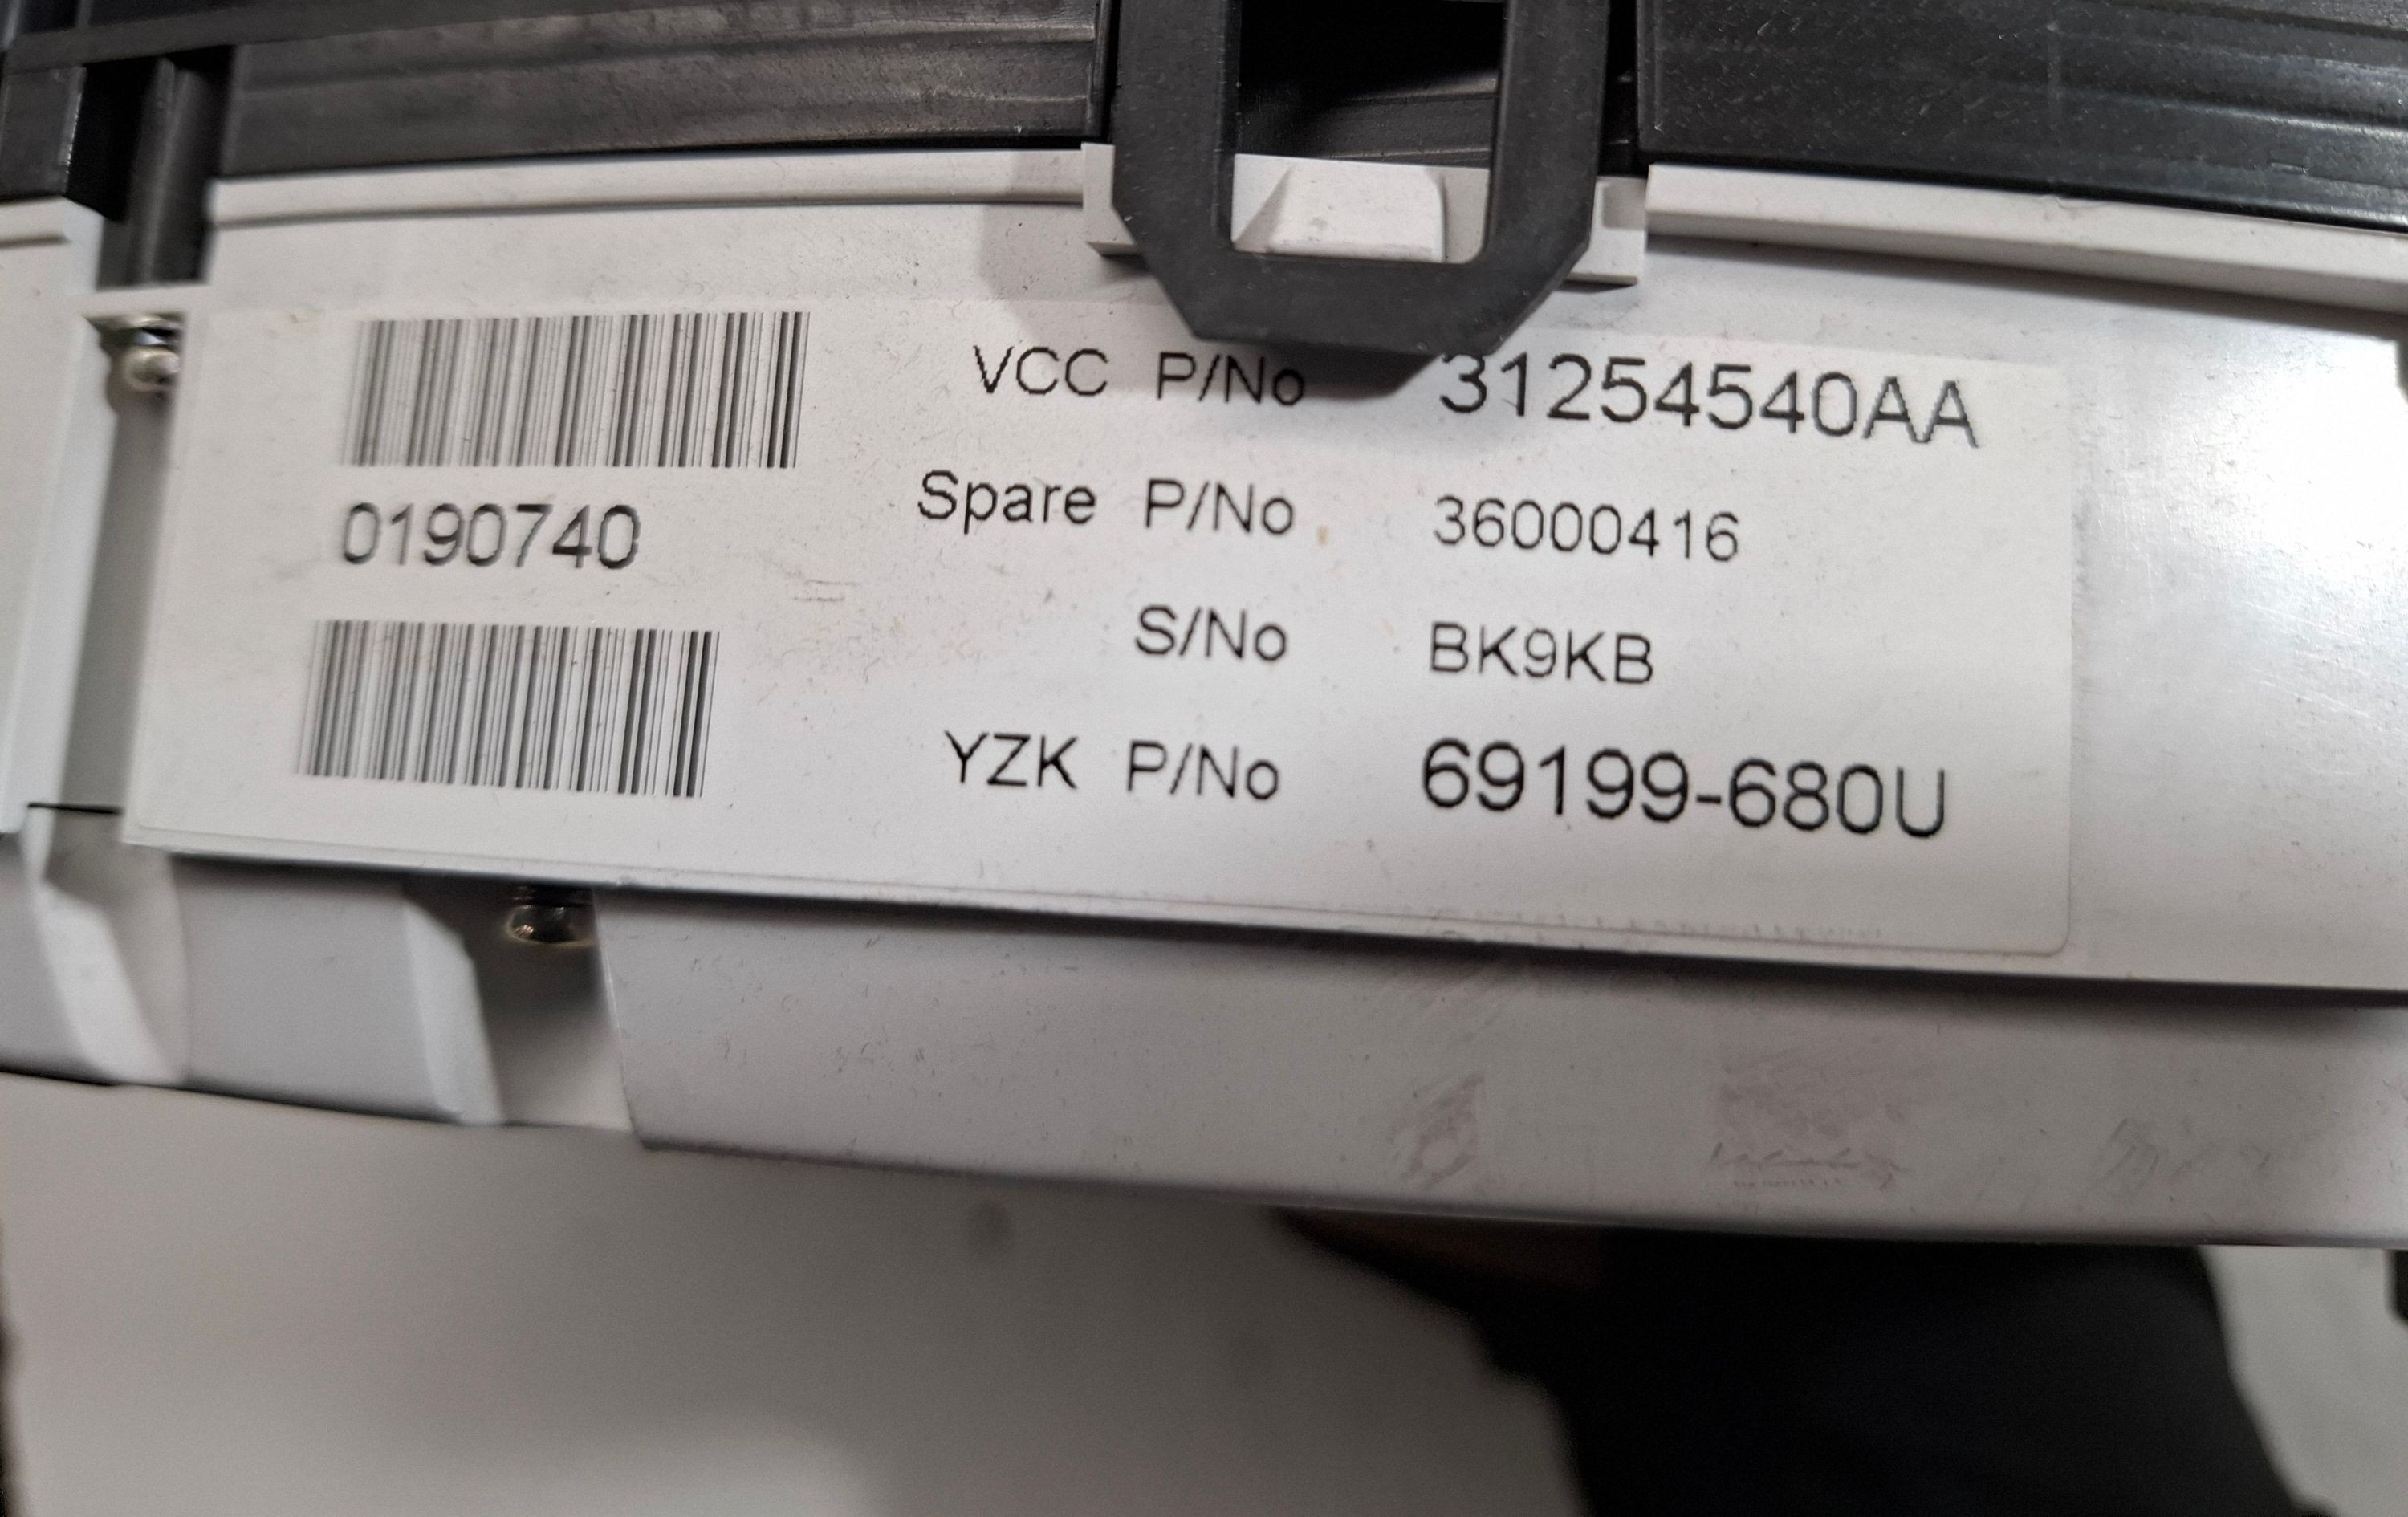 VCC P/No 31254540AA
0190740
Spare P/No 36000416
S/No BK9KB
YZK P/No 69199-680U